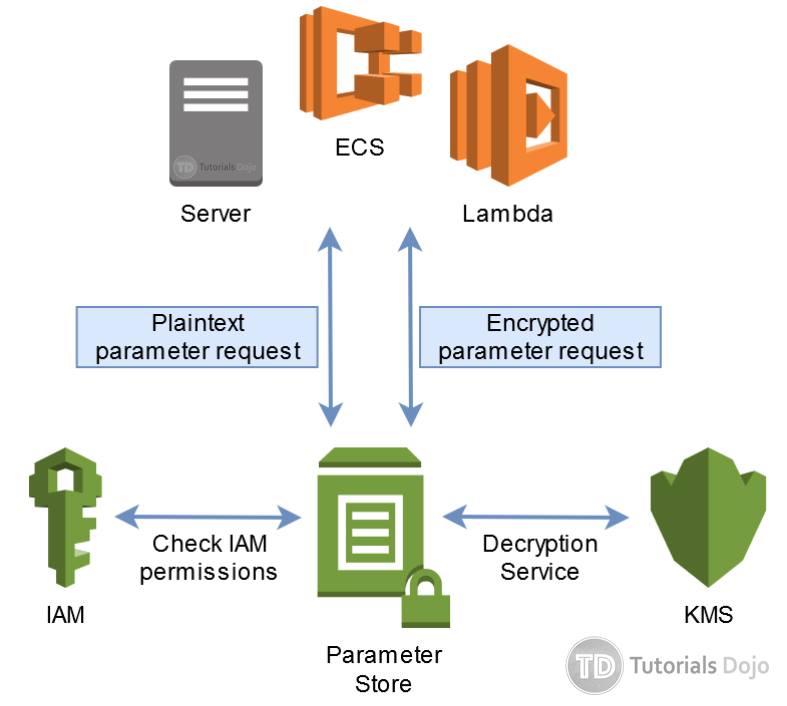 ECS
TD Tutorials Dojo
Server
Lambda
Plaintext
parameter request
Encrypted
parameter request
Check IAM
permissions
Decryption
Service
IAM
KMS
Parameter
Store
TD Tutorials Dojo